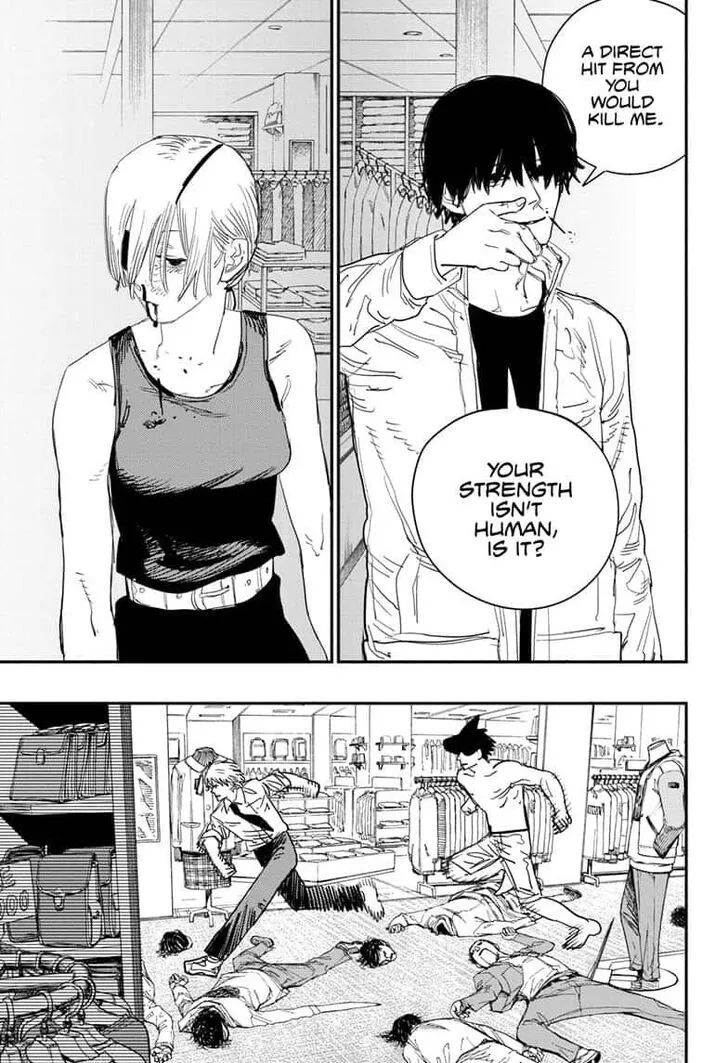 A DIRECT
HIT FROM
YOU
WOULD
KILL ME.
YOUR
STRENGTH
ISN'T
HUMAN,
IS IT?